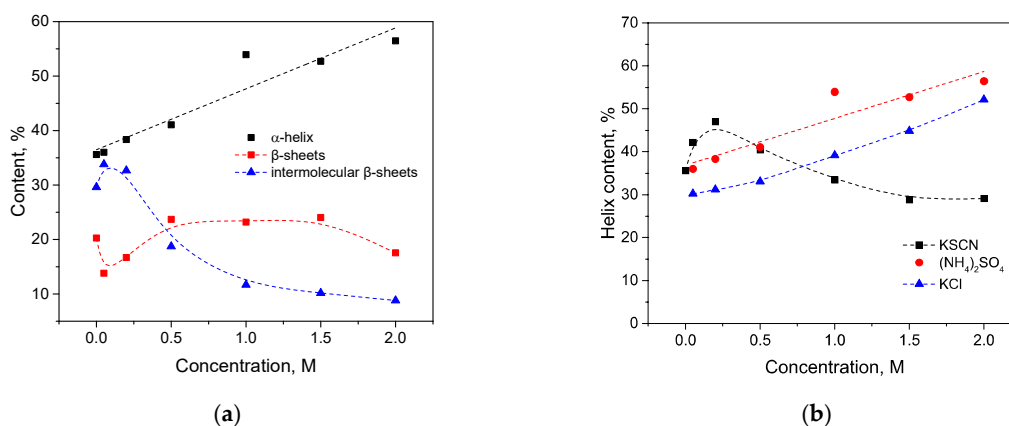 60
50
40
30
20
10
Content, %
α-helix
β-sheets
intermolecular β-sheets
0.0 0.5 1.0 1.5 2.0
Concentration, M
(a)
70
60
50
40
30
20
10
0
Helix content, %
KSCN
(NH4)2SO4
KCl
0.0 0.5 1.0 1.5 2.0
Concentration, M
(b)